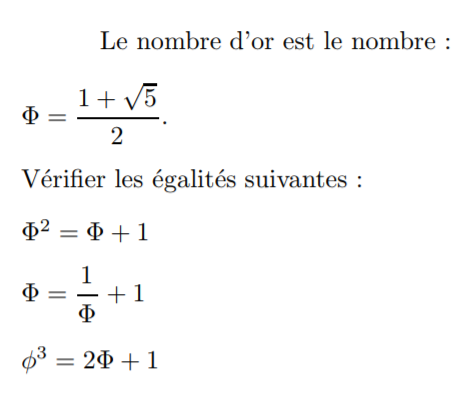 Le nombre d'or est le nombre :
Φ = (1 + √5) / 2.
Vérifier les égalités suivantes :
Φ² = Φ + 1
Φ = 1/Φ + 1
ϕ³ = 2Φ + 1